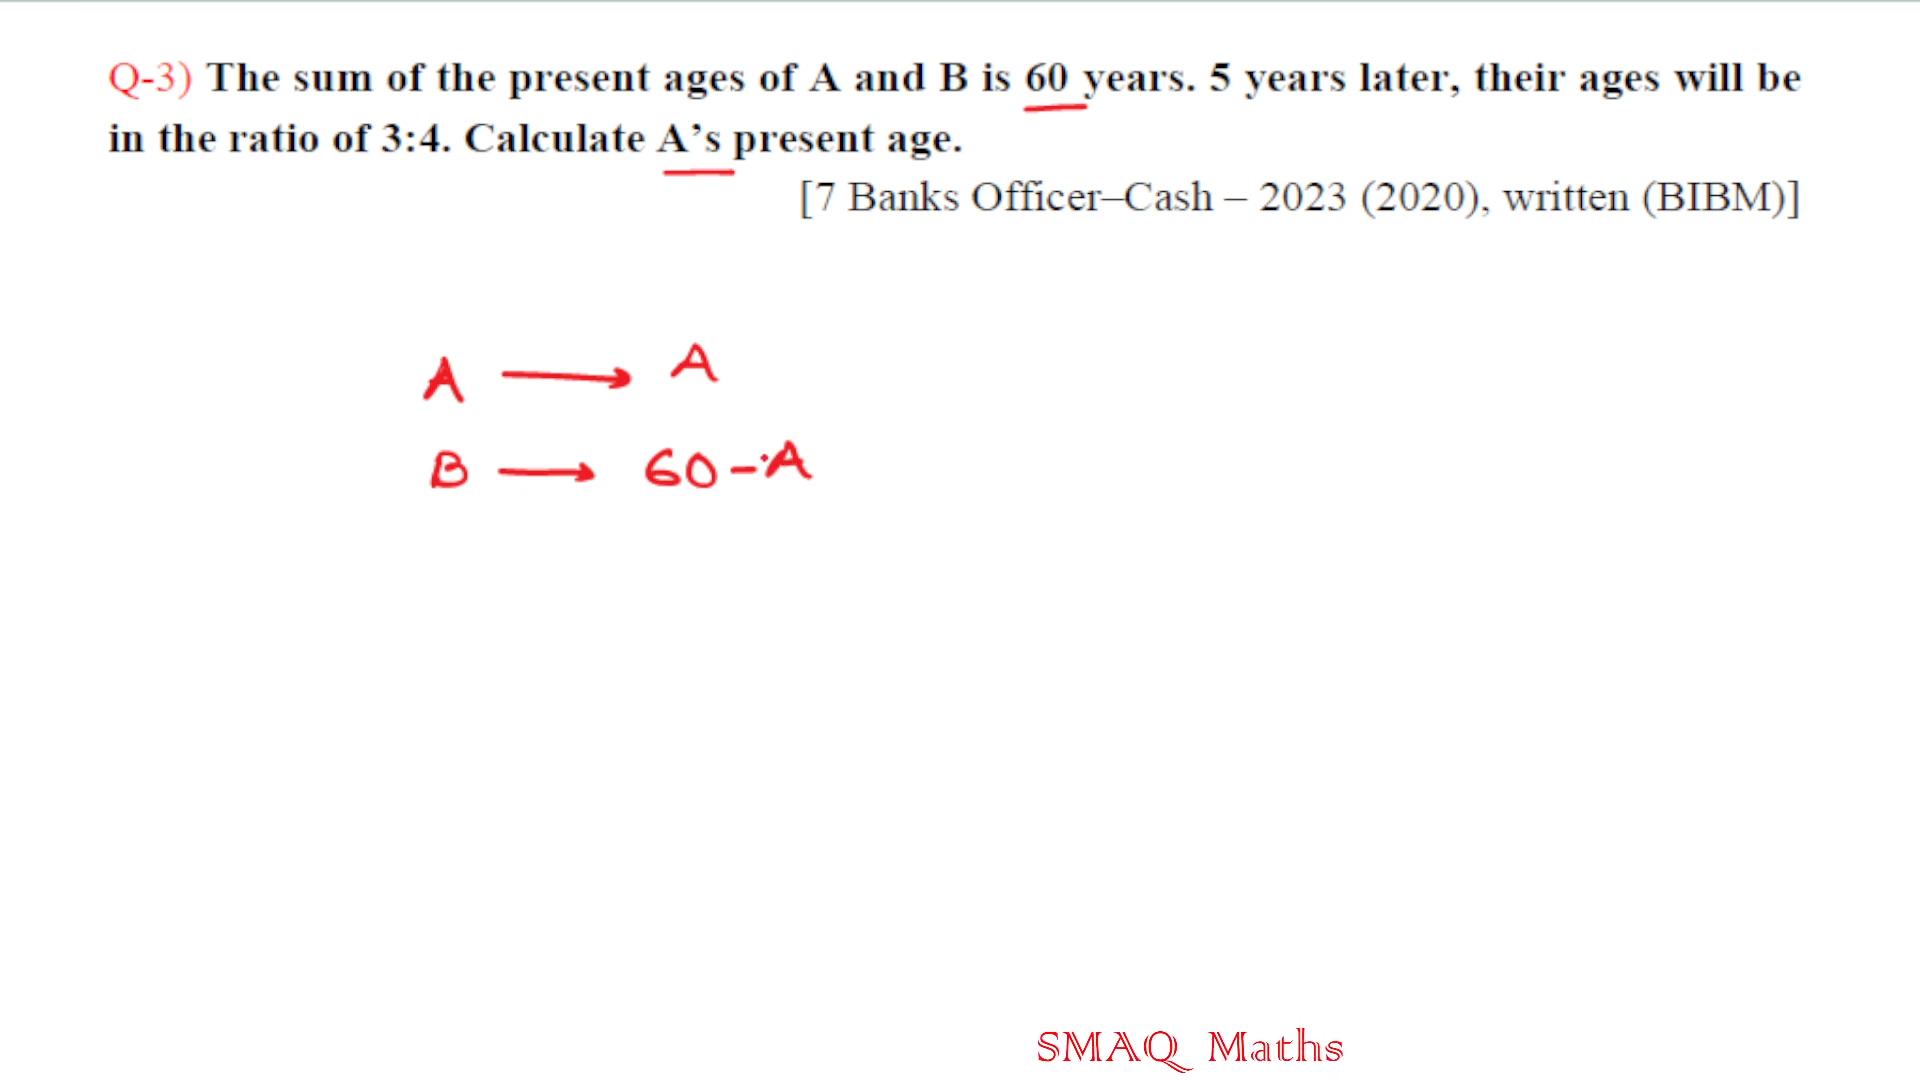 Q-3) The sum of the present ages of A and B is 60 years. 5 years later, their ages will be
in the ratio of 3:4. Calculate A’s present age.
[7 Banks Officer–Cash – 2023 (2020), written (BIBM)]
A → A
B → 60-A
SMAQ Maths